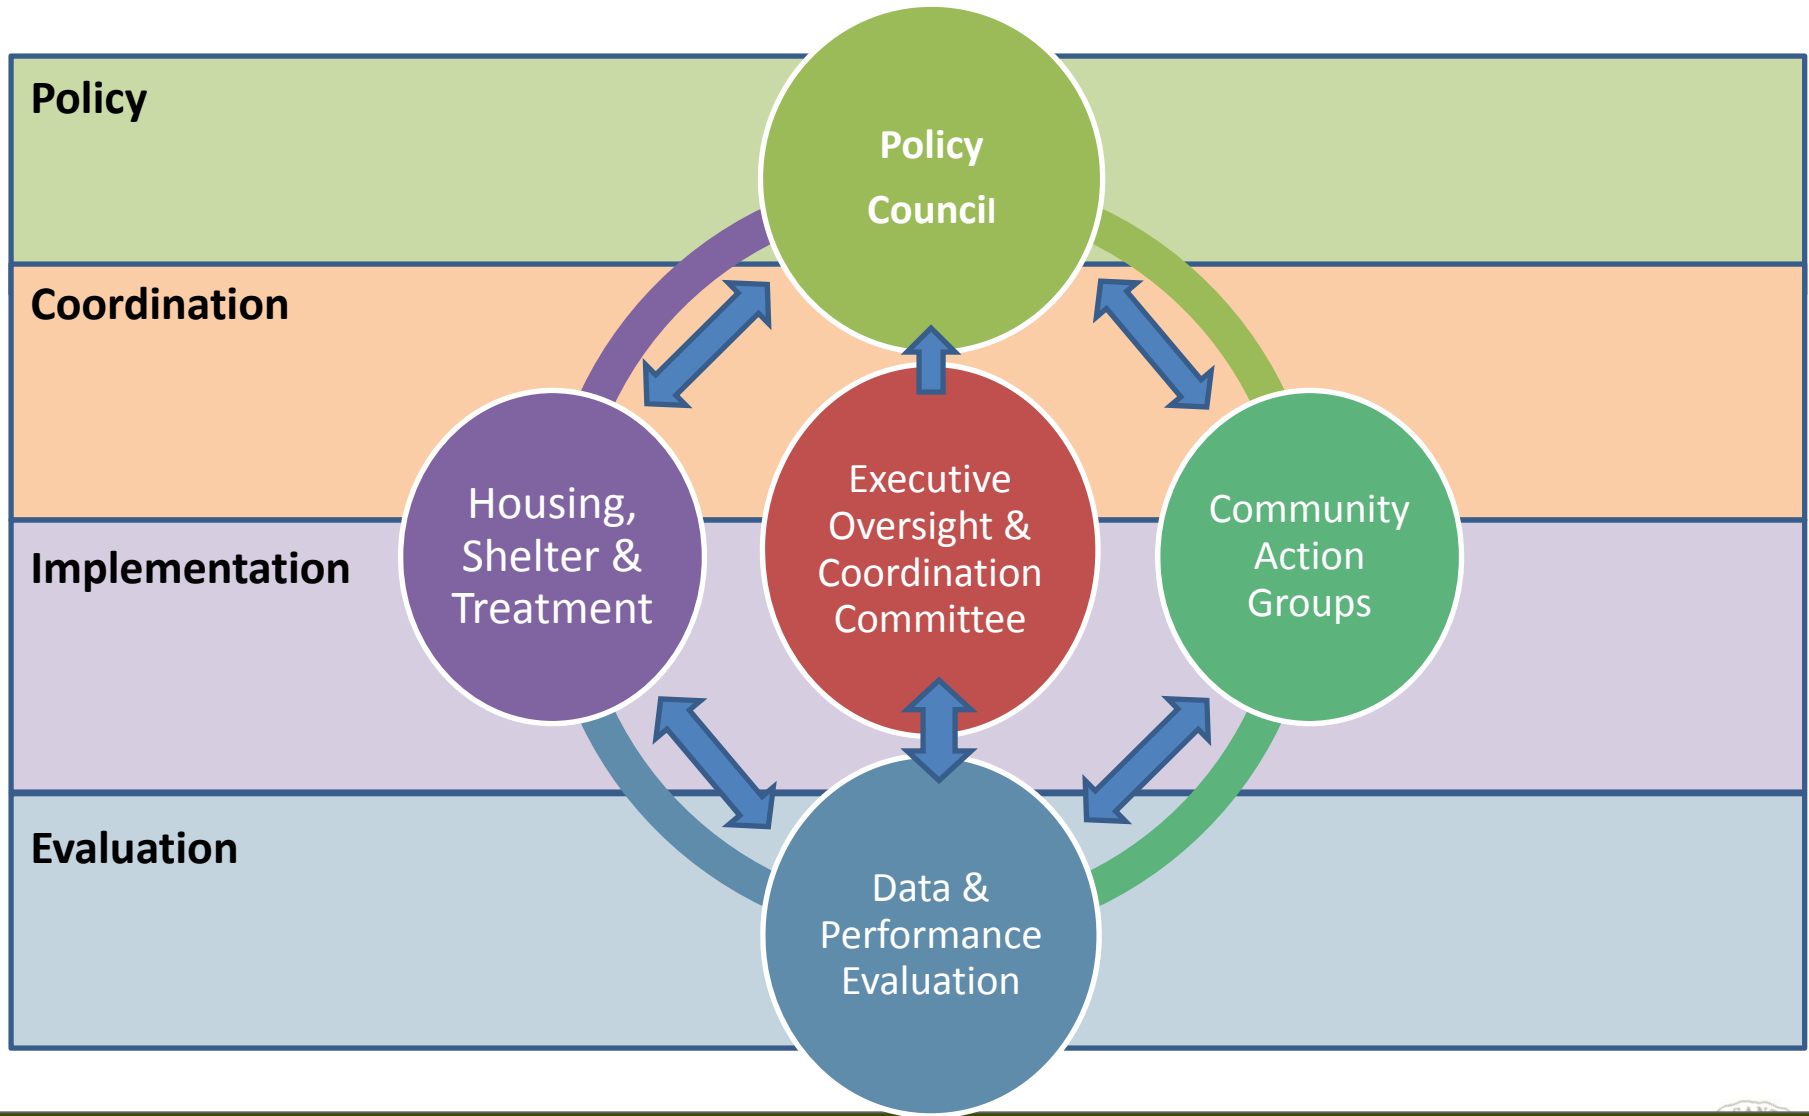 Policy
Policy
Council
Coordination
Housing,
Shelter &
Treatment
Executive
Oversight &
Coordination
Committee
Community
Action
Groups
Implementation
Evaluation
Data &
Performance
Evaluation